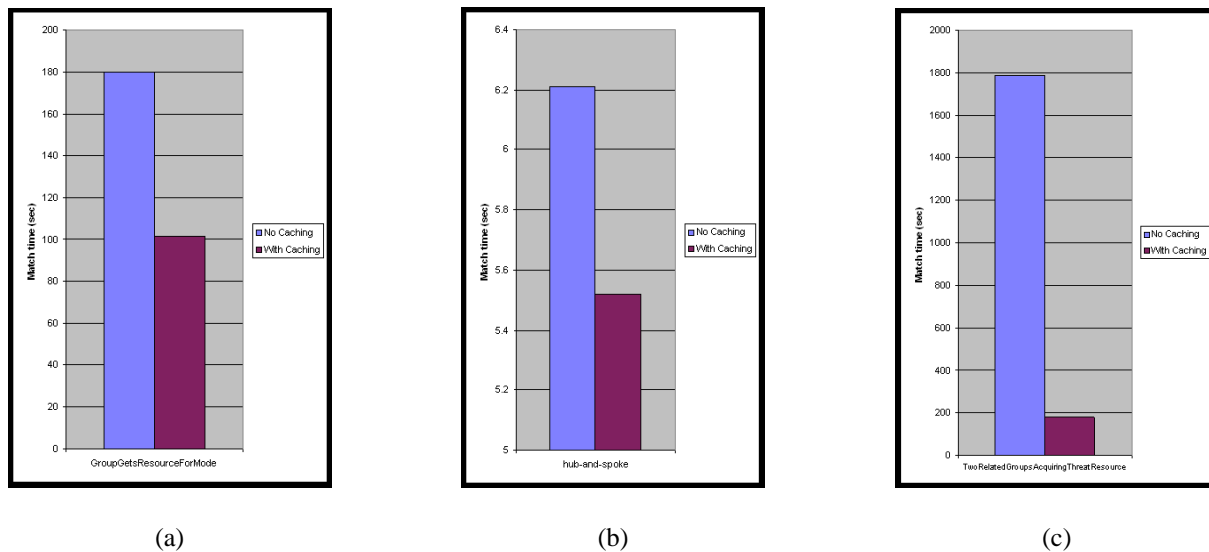 200
180
160
140
120
100
80
60
40
20
0
Match time (sec)
GroupGetsResourceForMode
No Caching
With Caching
6.4
6.2
6
5.8
5.6
5.4
5.2
5
Match time (sec)
hub-and-spoke
No Caching
With Caching
2000
1800
1600
1400
1200
1000
800
600
400
200
0
Match time (sec)
TwoRelatedGroupsAcquiringThreatResource
No Caching
With Caching
(a)
(b)
(c)